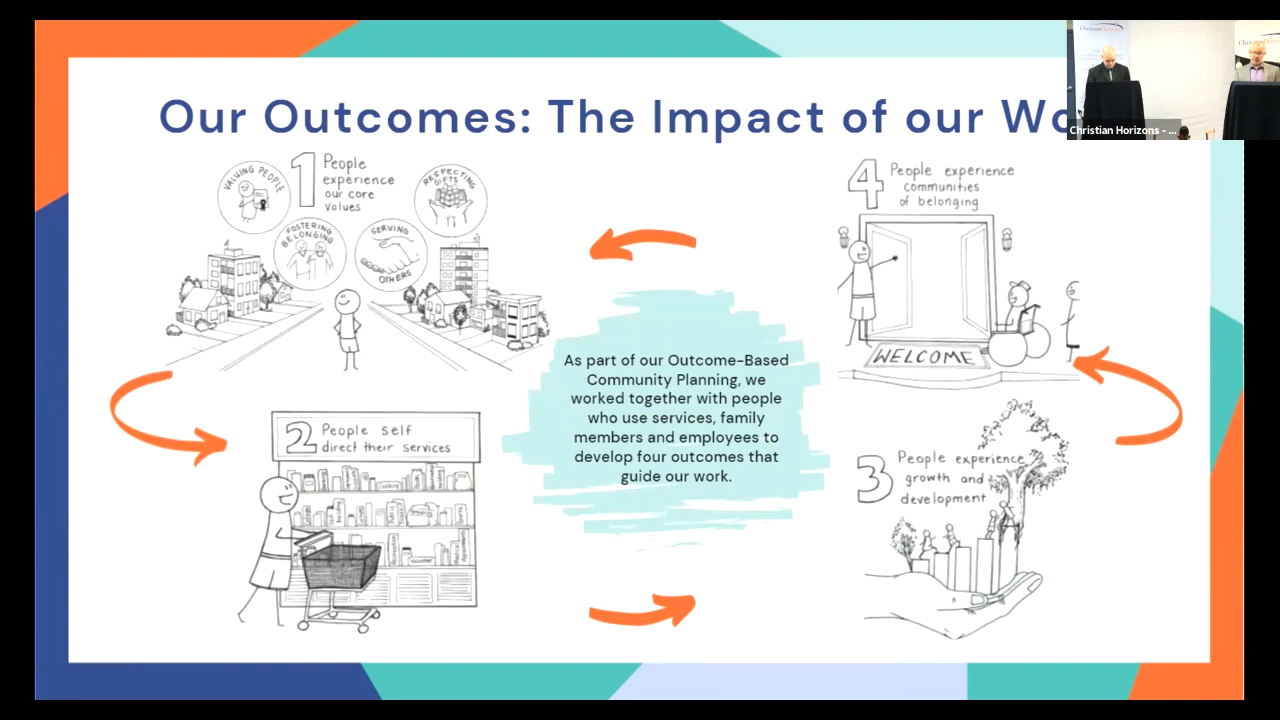 Our Outcomes: The Impact of our Wo
Christian Horizons - ...
1
People
experience
our core
values
VALUING PEOPLE
RESPECTING
GIFTS
FOSTERING
BELONGING
SERVING
OTHERS
2
People self
direct their services
As part of our Outcome-Based
Community Planning, we
worked together with people
who use services, family
members and employees to
develop four outcomes that
guide our work.
3
People experience
growth and
development
4
People experience
communities
of belonging
WELCOME